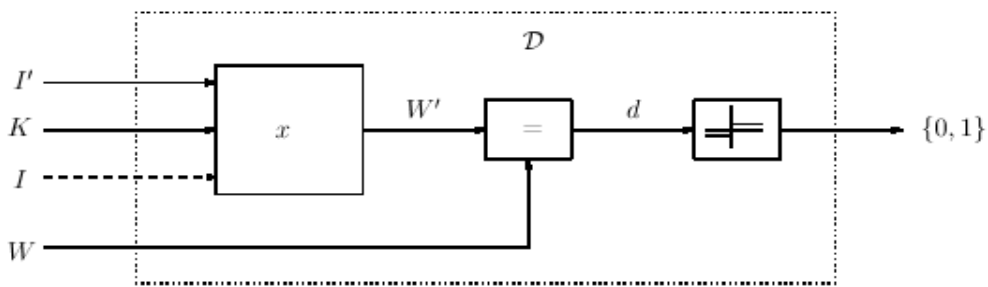 𝒟
I′
K
I
W
x
W′
=
d
{0, 1}